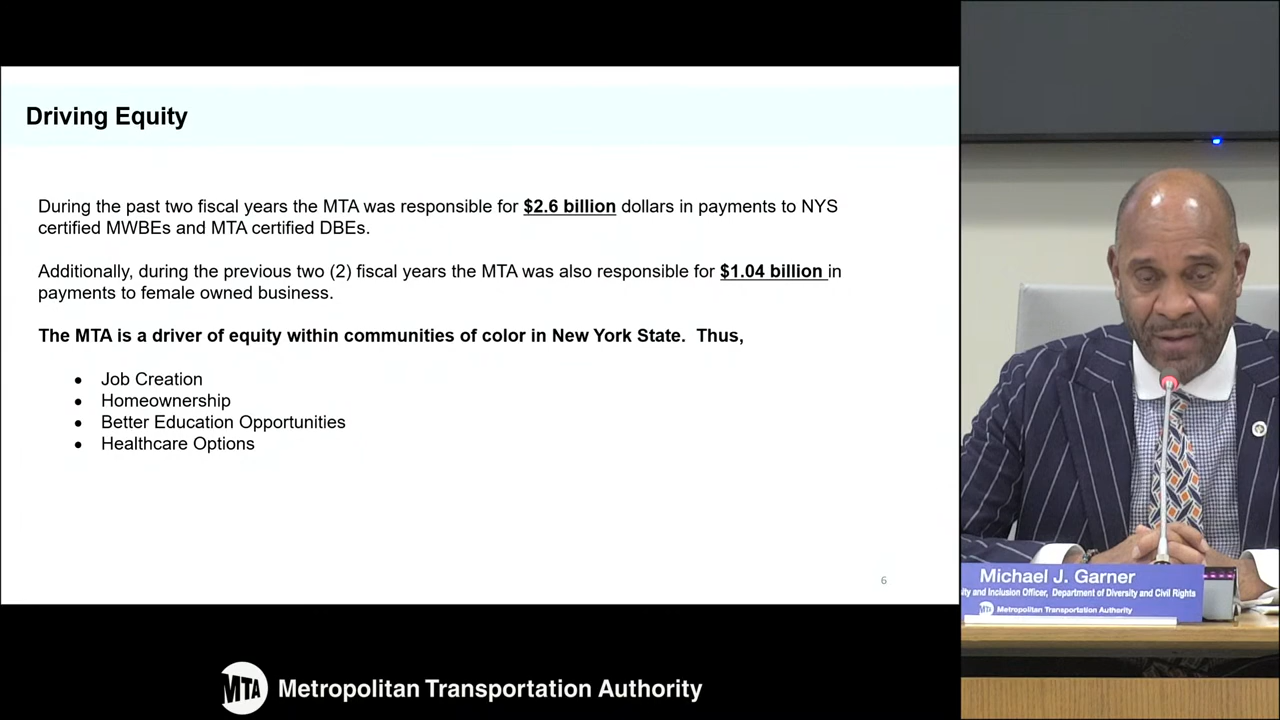 Driving Equity
During the past two fiscal years the MTA was responsible for $2.6 billion dollars in payments to NYS
certified MWBEs and MTA certified DBEs.
Additionally, during the previous two (2) fiscal years the MTA was also responsible for $1.04 billion in
payments to female owned business.
The MTA is a driver of equity within communities of color in New York State.  Thus,
• Job Creation
• Homeownership
• Better Education Opportunities
• Healthcare Options
6
MTA Metropolitan Transportation Authority
Michael J. Garner
ity and Inclusion Officer, Department of Diversity and Civil Rights
MTA Metropolitan Transportation Authority